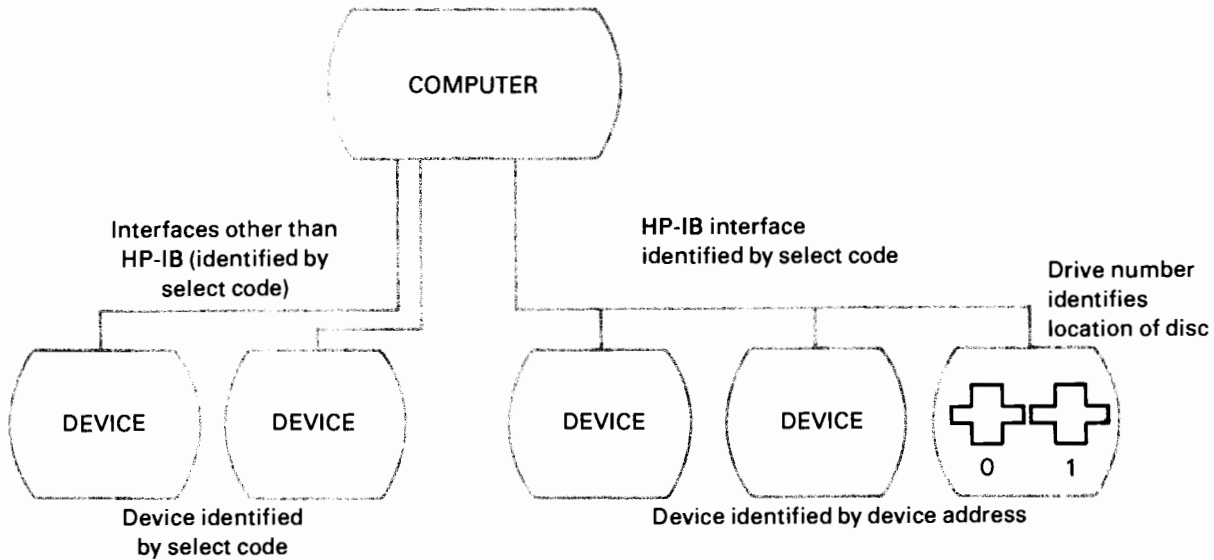 COMPUTER
Interfaces other than
HP-IB (identified by
select code)
HP-IB interface
identified by select code
Drive number
identifies
location of disc
DEVICE
DEVICE
DEVICE
DEVICE
0
1
Device identified
by select code
Device identified by device address